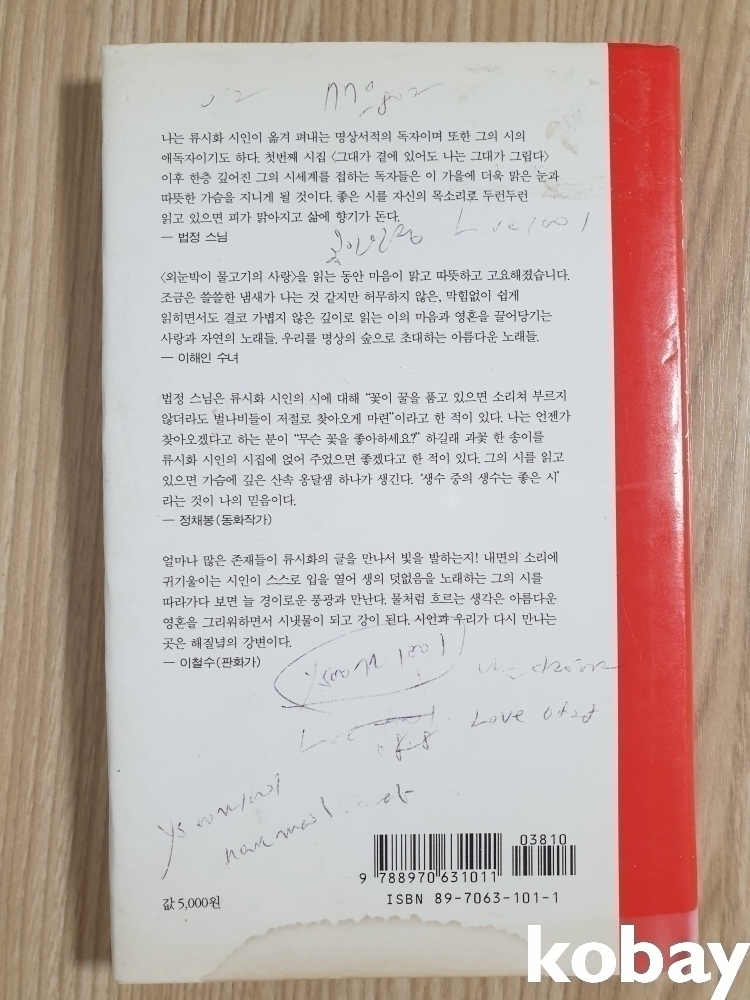 나는 류시화 시인이 옮겨 펴내는 명상서적의 독자이며 또한 그의 시의
애독자이기도 하다. 첫번째 시집 〈그대가 곁에 있어도 나는 그대가 그립다〉
이후 한층 깊어진 그의 시세계를 접하는 독자들은 이 가을에 더욱 맑은 눈과
따뜻한 가슴을 지니게 될 것이다. 좋은 시를 자신의 목소리로 두런두런
읽고 있으면 피가 맑아지고 삶에 향기가 돈다.
— 법정 스님
〈외눈박이 물고기의 사랑〉을 읽는 동안 마음이 맑고 따뜻하고 고요해졌습니다.
조금은 쓸쓸한 냄새가 나는 것 같지만 허무하지 않은, 막힘없이 쉽게
읽히면서도 결코 가볍지 않은 깊이로 읽는 이의 마음과 영혼을 끌어당기는
사랑과 자연의 노래들. 우리를 명상의 숲으로 초대하는 아름다운 노래들.
— 이해인 수녀
법정 스님은 류시화 시인의 시에 대해 “꽃이 꿀을 품고 있으면 소리쳐 부르지
않더라도 벌나비들이 저절로 찾아오게 마련”이라고 한 적이 있다. 나는 언젠가
찾아오겠다고 하는 분이 “무슨 꽃을 좋아하세요?” 하길래 과꽃 한 송이를
류시화 시인의 시집에 얹어 주었으면 좋겠다고 한 적이 있다. 그의 시를 읽고
있으면 가슴에 깊은 산속 옹달샘 하나가 생긴다. ‘생수 중의 생수는 좋은 시’
라는 것이 나의 믿음이다.
— 정채봉(동화작가)
얼마나 많은 존재들이 류시화의 글을 만나서 빛을 발하는지! 내면의 소리에
귀기울이는 시인이 스스로 입을 열어 생의 덧없음을 노래하는 그의 시를
따라가다 보면 늘 경이로운 풍광과 만난다. 물처럼 흐르는 생각은 아름다운
영혼을 그리워하면서 시냇물이 되고 강이 된다. 시인과 우리가 다시 만나는
곳은 해질녘의 강변이다.
— 이철수(판화가)
Love
Love
03810
9 788970 631011
ISBN 89-7063-101-1
값 5,000원
kobay